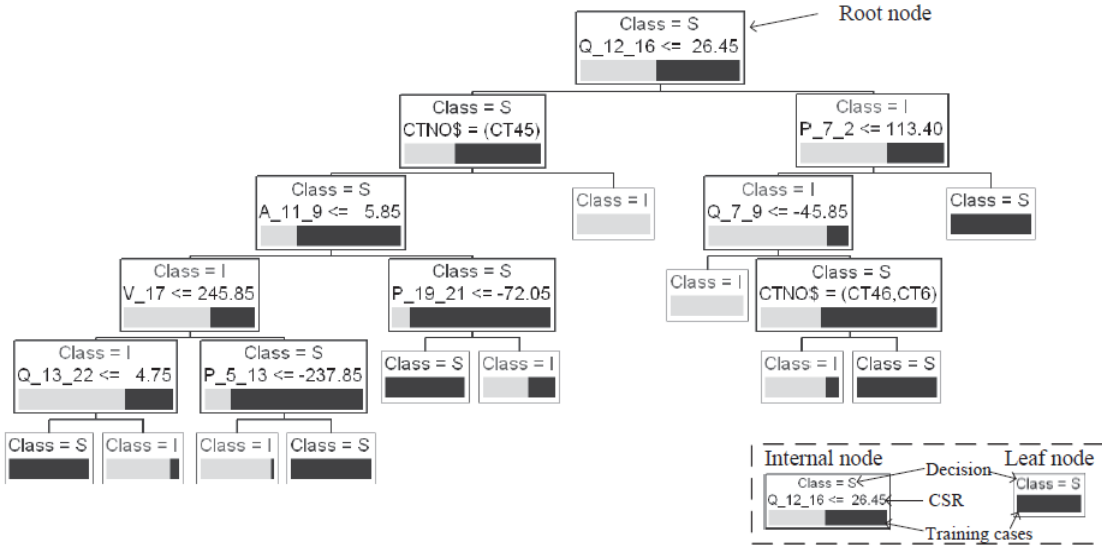 Root node
Class = S
Q_12_16 <= 26.45
Class = S
CTNO$ = (CT45)
Class = I
P_7_2 <= 113.40
Class = S
A_11_9 <= 5.85
Class = I
Class = I
Q_7_9 <= -45.85
Class = S
Class = I
V_17 <= 245.85
Class = S
P_19_21 <= -72.05
Class = I
Class = S
CTNO$ = (CT46,CT6)
Class = I
Q_13_22 <= 4.75
Class = S
P_5_13 <= -237.85
Class = S
Class = I
Class = I
Class = S
Class = S
Class = I
Class = I
Class = S
Internal node
Leaf node
Class = S
Q_12_16 <= 26.45
Decision
Class = S
CSR
Training cases